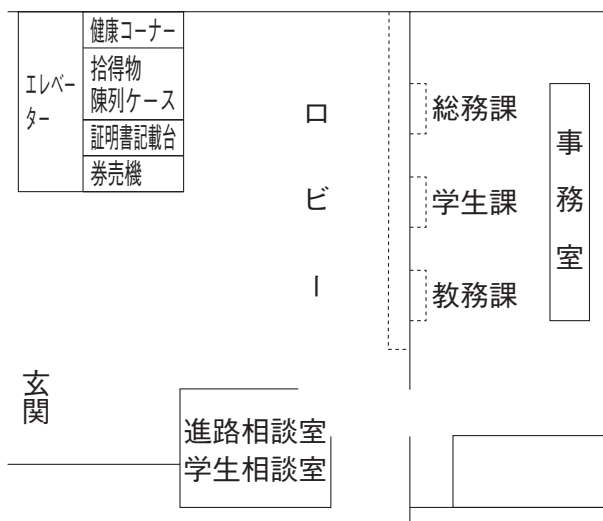 健康コーナー
エレベー
ター
拾得物
陳列ケース
証明書記載台
券売機
ロビー
総務課
学生課
教務課
事務室
玄関
進路相談室
学生相談室